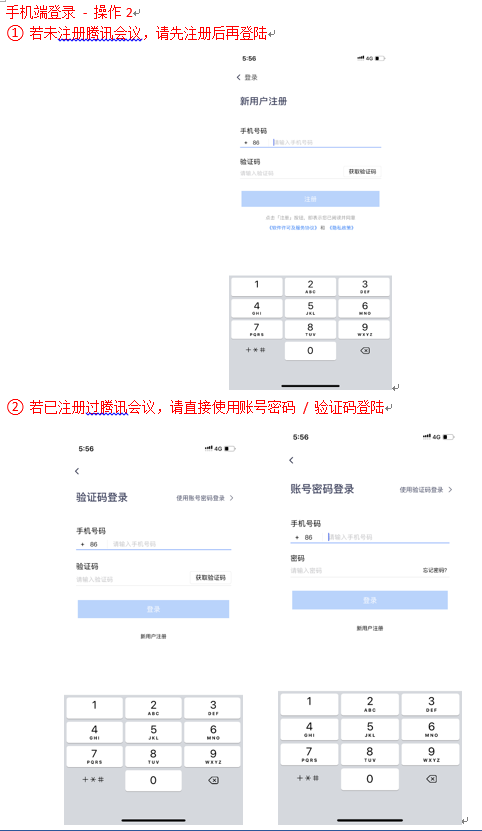 手机端登录 - 操作2
① 若未注册腾讯会议，请先注册后再登陆
5:56
4G
登录
新用户注册
手机号码
+ 86 请输入手机号码
验证码
请输入验证码 获取验证码
注册
点击「注册」按钮，即表示您已阅读并同意
《软件许可及服务协议》 和 《隐私政策》
1 2 3
ABC DEF
4 5 6
GHI JKL MNO
7 8 9
PQRS TUV WXYZ
+*# 0
② 若已注册过腾讯会议，请直接使用账号密码 / 验证码登陆
5:56
4G
验证码登录 使用账号密码登录
手机号码
+ 86 请输入手机号码
验证码
请输入验证码 获取验证码
登录
新用户注册
1 2 3
ABC DEF
4 5 6
GHI JKL MNO
7 8 9
PQRS TUV WXYZ
+*# 0
5:56
4G
账号密码登录 使用验证码登录
手机号码
+ 86 请输入手机号码
密码
请输入密码 忘记密码?
登录
新用户注册
1 2 3
ABC DEF
4 5 6
GHI JKL MNO
7 8 9
PQRS TUV WXYZ
+*# 0